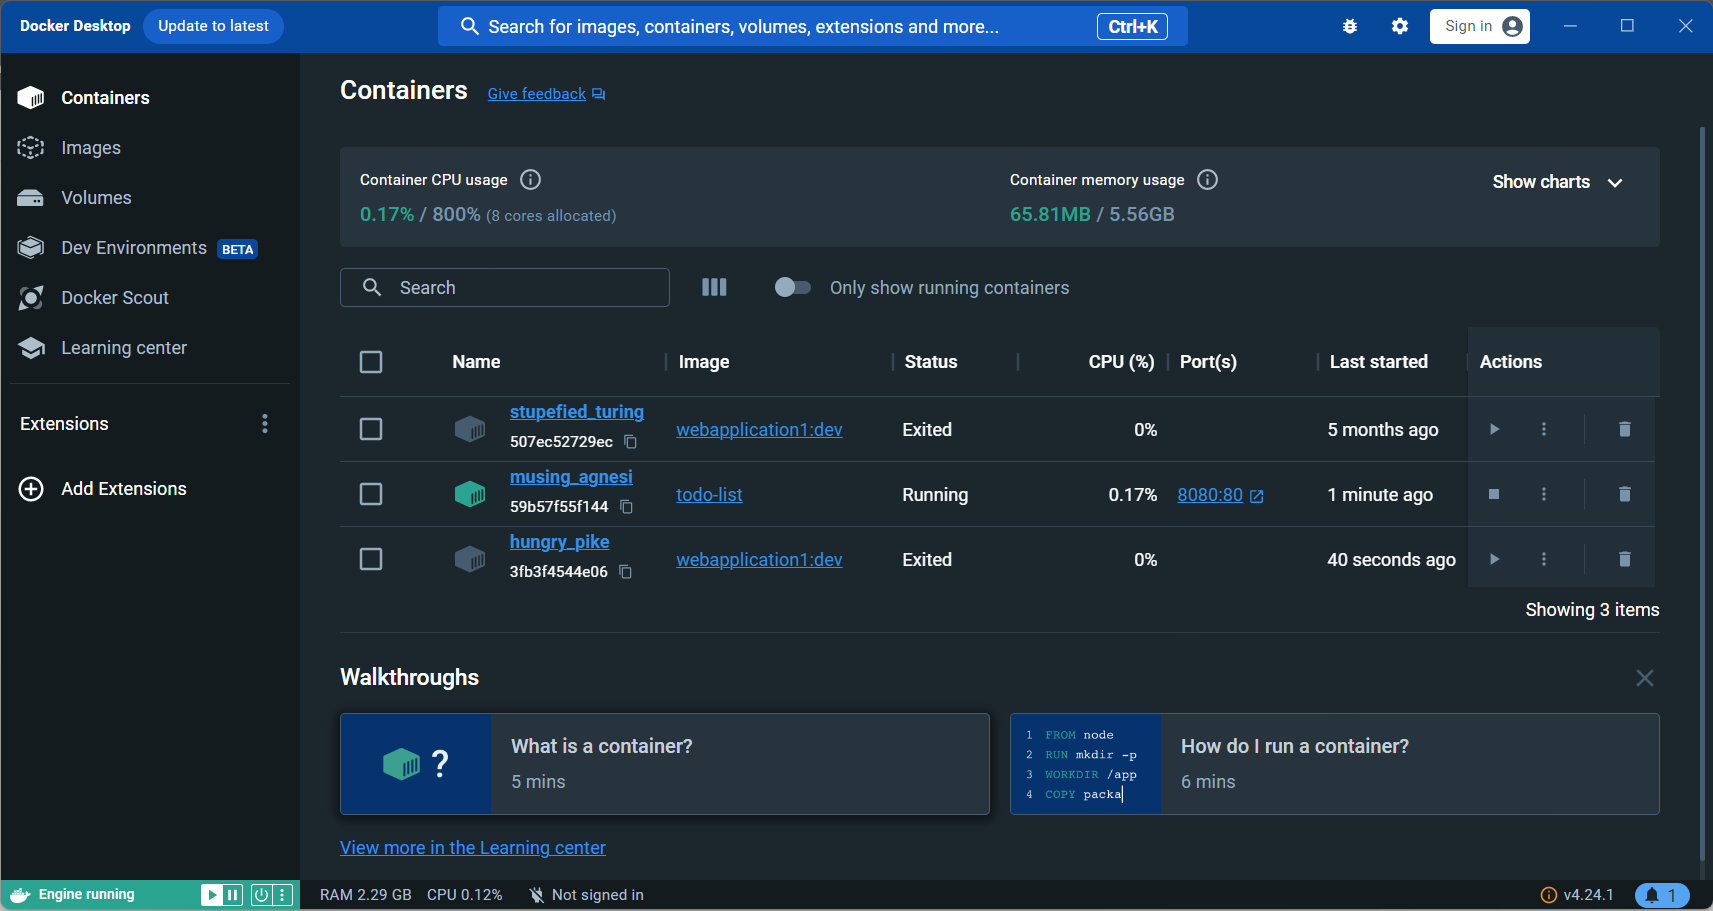 Docker Desktop Update to latest Search for images, containers, volumes, extensions and more... Ctrl+K Sign in
Containers
Images
Volumes
Dev Environments BETA
Docker Scout
Learning center
Extensions
Add Extensions
Containers Give feedback
Container CPU usage
0.17% / 800% (8 cores allocated)
Container memory usage
65.81MB / 5.56GB
Show charts
Search Only show running containers
Name Image Status CPU (%) Port(s) Last started Actions
stupefied_turing
507ec52729ec
webapplication1:dev Exited 0% 5 months ago
musing_agnesi
59b57f55f144
todo-list Running 0.17% 8080:80 1 minute ago
hungry_pike
3fb3f4544e06
webapplication1:dev Exited 0% 40 seconds ago
Showing 3 items
Walkthroughs
?
What is a container?
5 mins
1 FROM node
2 RUN mkdir -p
3 WORKDIR /app
4 COPY packa
How do I run a container?
6 mins
View more in the Learning center
Engine running RAM 2.29 GB CPU 0.12% Not signed in v4.24.1 1